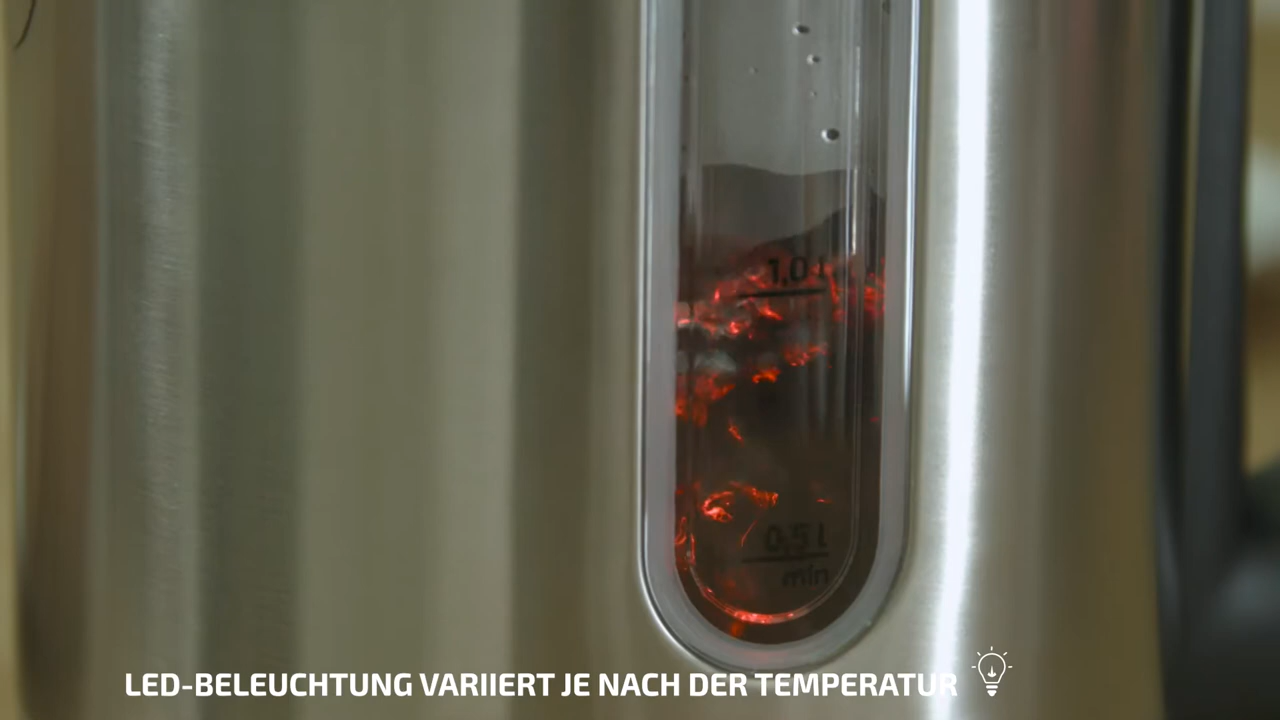 1,0 l
0,5 l
min
LED-BELEUCHTUNG VARIIERT JE NACH DER TEMPERATUR